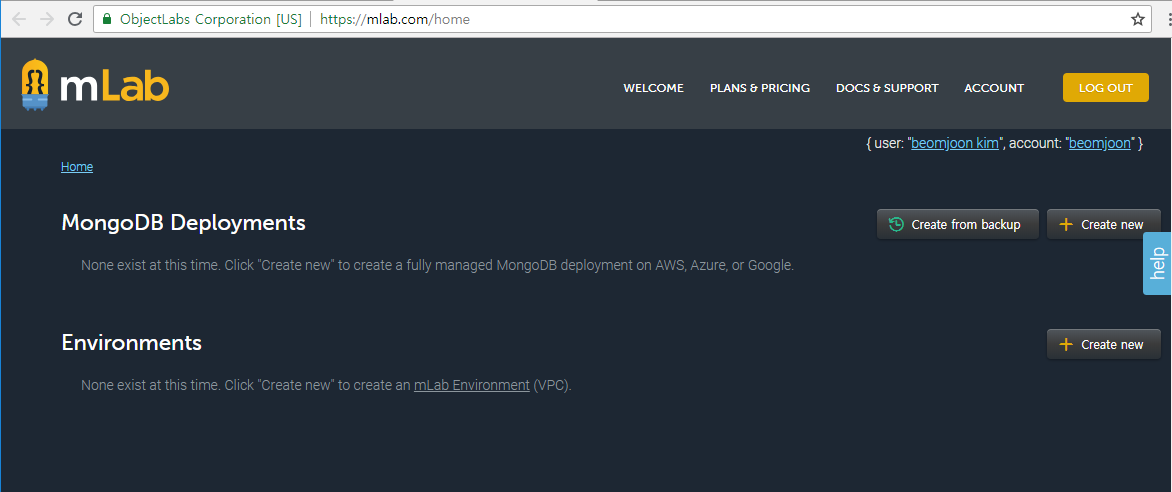 ObjectLabs Corporation [US] | https://mlab.com/home
mLab
WELCOME PLANS & PRICING DOCS & SUPPORT ACCOUNT LOG OUT
{ user: "beomjoon kim", account: "beomjoon" }
Home
MongoDB Deployments
Create from backup
Create new
None exist at this time. Click "Create new" to create a fully managed MongoDB deployment on AWS, Azure, or Google.
help
Environments
Create new
None exist at this time. Click "Create new" to create an mLab Environment (VPC).